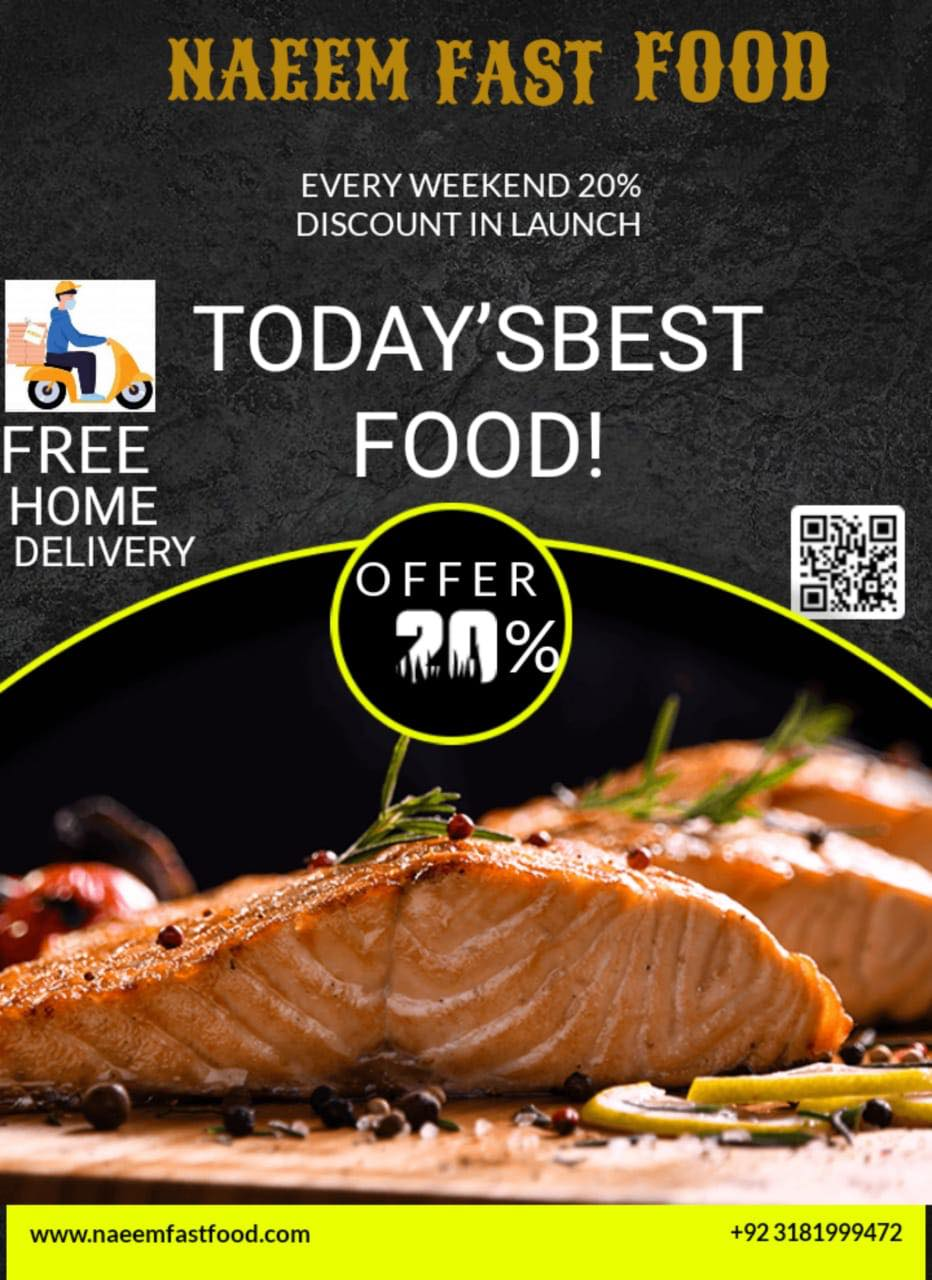 NAEEM FAST FOOD
EVERY WEEKEND 20%
DISCOUNT IN LAUNCH
TODAY’SBEST
FOOD!
FREE
HOME
DELIVERY
OFFER
20%
www.naeemfastfood.com
+92 3181999472